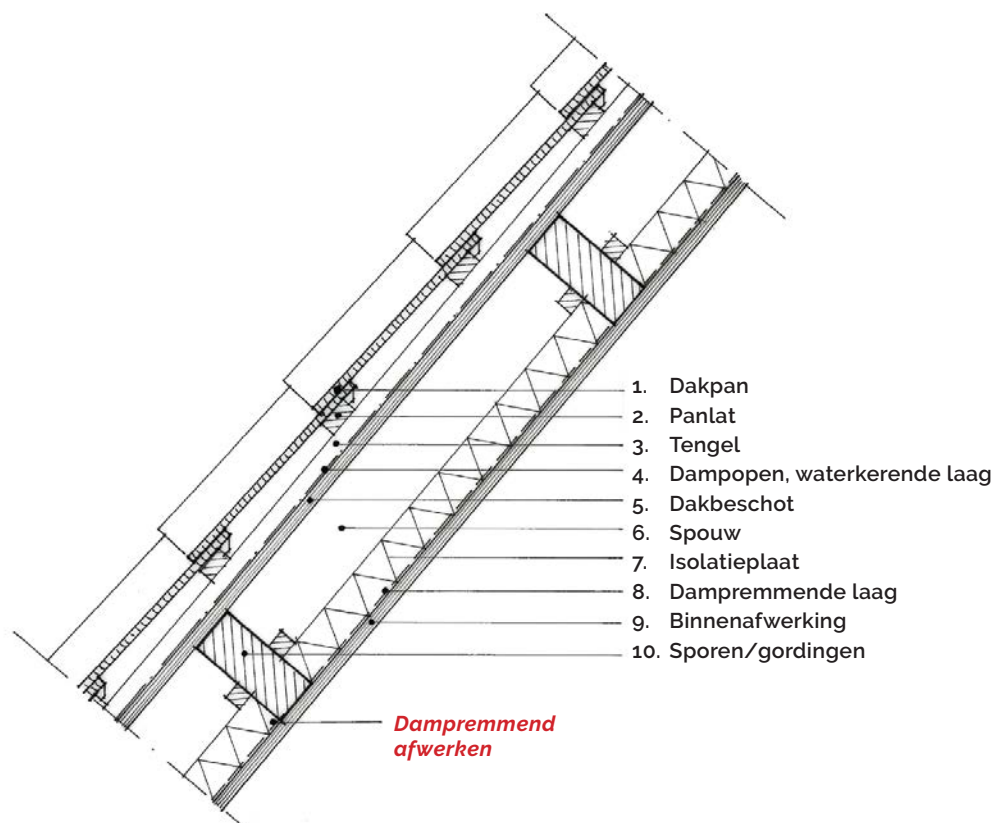 1. Dakpan
2. Panlat
3. Tengel
4. Dampopen, waterkerende laag
5. Dakbeschot
6. Spouw
7. Isolatieplaat
8. Dampremmende laag
9. Binnenafwerking
10. Sporen/gordingen
Dampremmend
afwerken